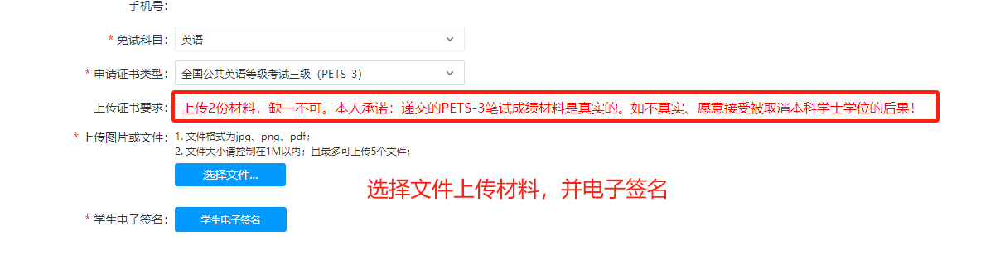 手机号：
* 免试科目： 英语
* 申请证书类型： 全国公共英语等级考试三级（PETS-3）
上传证书要求： 上传2份材料，缺一不可。本人承诺：递交的PETS-3笔试成绩材料是真实的。如不真实、愿意接受被取消本科学士学位的后果！
* 上传图片或文件： 1. 文件格式为jpg、png、pdf；
2. 文件大小请控制在1M以内；且最多可上传5个文件；
选择文件...
选择文件上传材料，并电子签名
* 学生电子签名： 学生电子签名